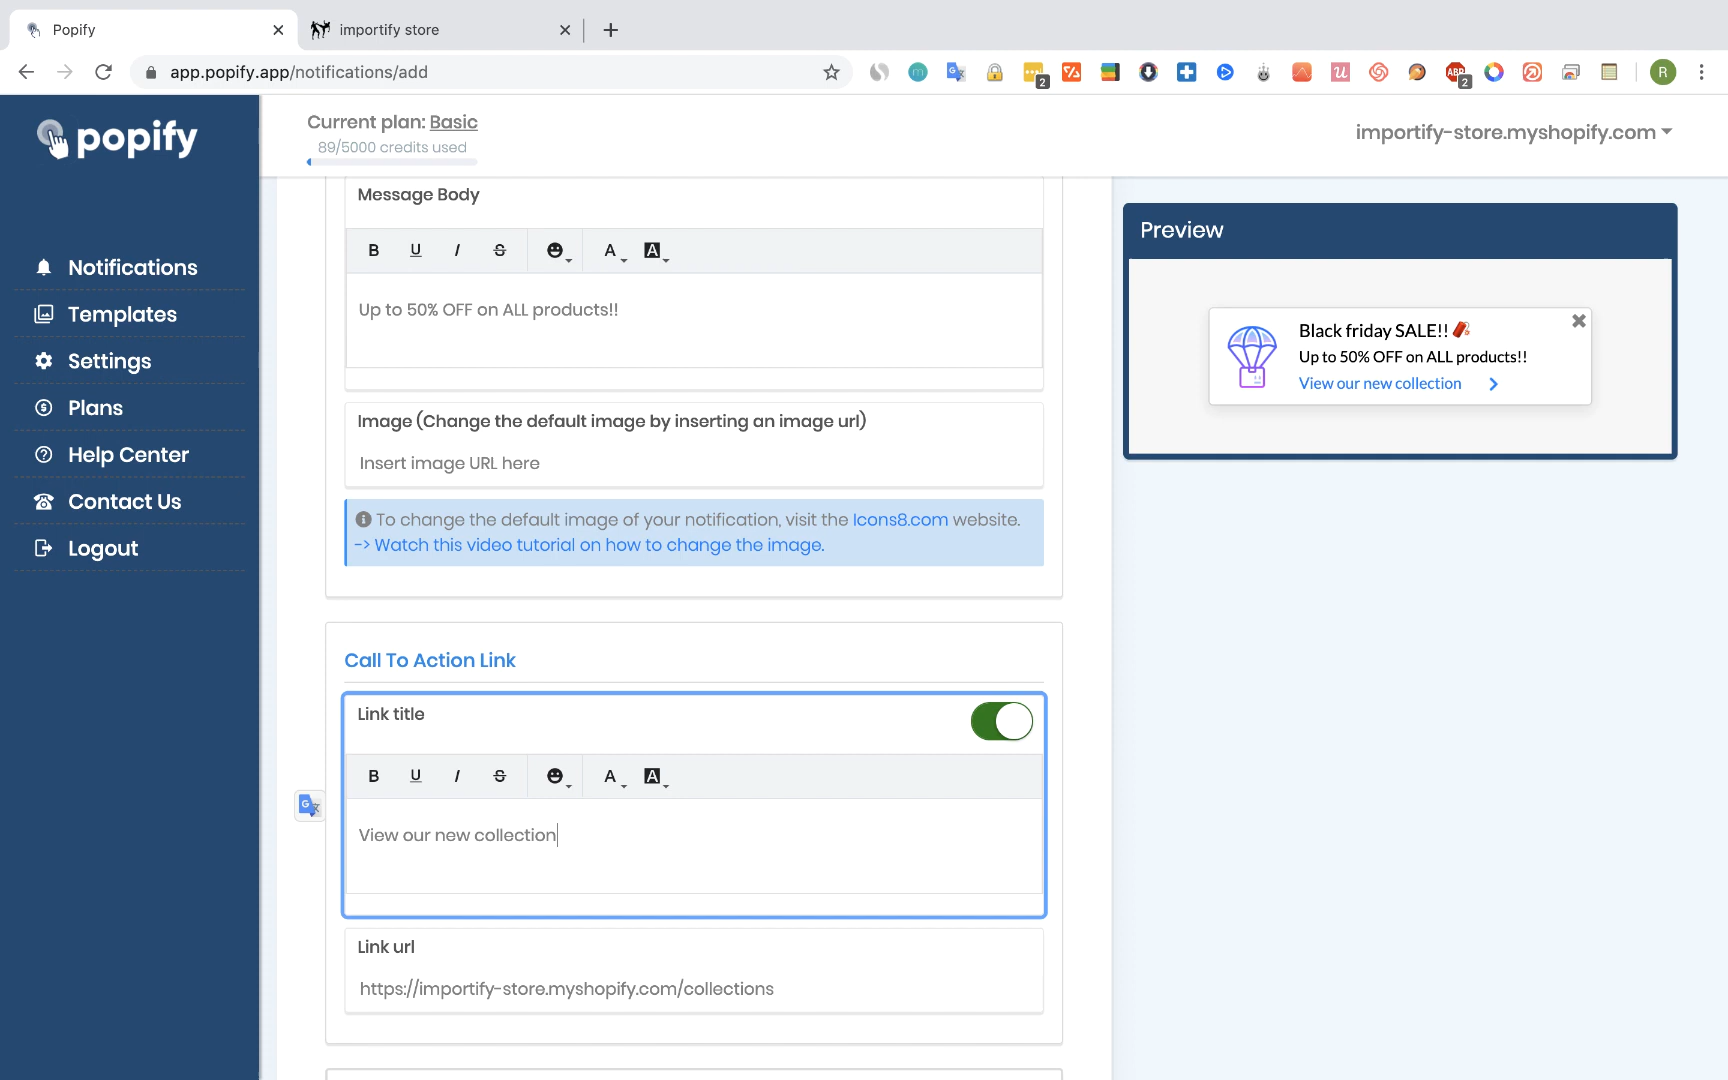 Popify
importify store
app.popify.app/notifications/add
2
ABP
2
R
popify
Current plan: Basic
89/5000 credits used
importify-store.myshopify.com
Notifications
Templates
Settings
Plans
Help Center
Contact Us
Logout
Message Body
B U I S A A
Up to 50% OFF on ALL products!!
Image (Change the default image by inserting an image url)
Insert image URL here
To change the default image of your notification, visit the Icons8.com website.
-> Watch this video tutorial on how to change the image.
Call To Action Link
Link title
B U I S A A
View our new collection
Link url
https://importify-store.myshopify.com/collections
Preview
Black friday SALE!!
Up to 50% OFF on ALL products!!
View our new collection